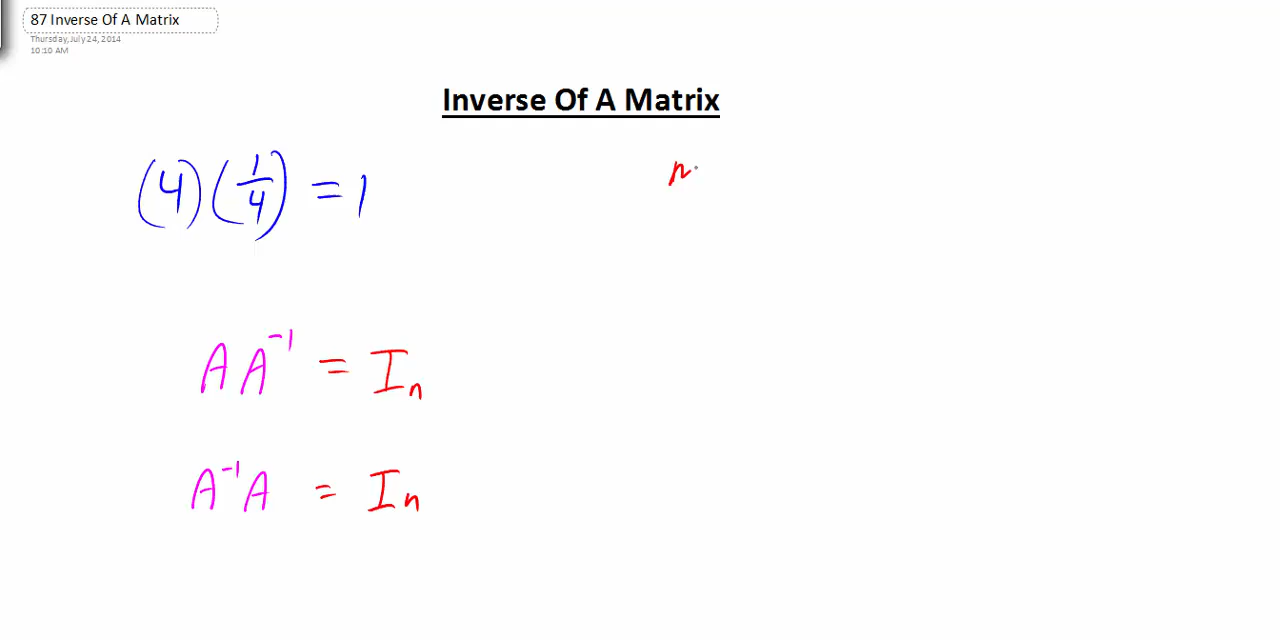 87 Inverse Of A Matrix
Thursday, July 24, 2014
10:10 AM
Inverse Of A Matrix
(4)(1/4) = 1
n
A A⁻¹ = Iₙ
A⁻¹A = Iₙ